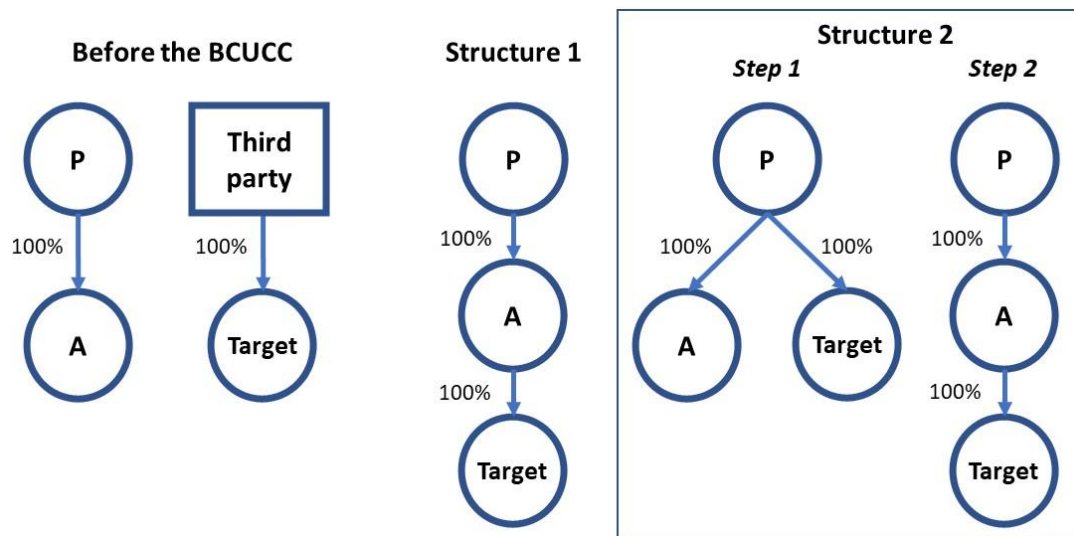 Before the BCUCC
P
Third
party
100%
100%
A
Target
Structure 1
P
100%
A
100%
Target
Structure 2
Step 1
P
100%
100%
A
Target
Step 2
P
100%
A
100%
Target